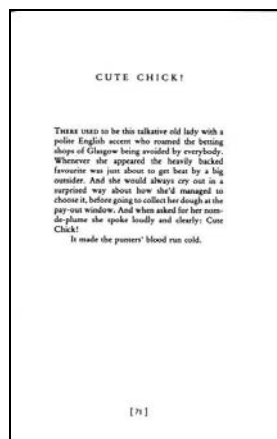 CUTE CHICK!
THERE USED to be this talkative old lady with a
polite English accent who roamed the betting
shops of Glasgow being avoided by everybody.
Whenever she appeared the heavily backed
favourite was just about to get beat by a big
outsider. And she would always cry out in a
surprised way about how she'd managed to
choose it, before going to collect her dough at the
pay-out window. And when asked for her nom-
de-plume she spoke loudly and clearly: Cute
Chick!
It made the punters' blood run cold.
[71]